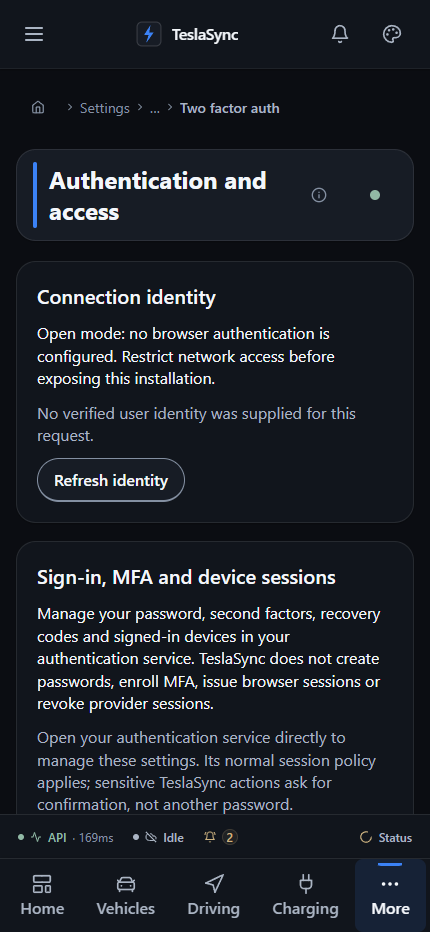 TeslaSync
Settings > ... > Two factor auth
Authentication and
access
Connection identity
Open mode: no browser authentication is
configured. Restrict network access before
exposing this installation.
No verified user identity was supplied for this
request.
Refresh identity
Sign-in, MFA and device sessions
Manage your password, second factors, recovery
codes and signed-in devices in your
authentication service. TeslaSync does not create
passwords, enroll MFA, issue browser sessions or
revoke provider sessions.
Open your authentication service directly to
manage these settings. Its normal session policy
applies; sensitive TeslaSync actions ask for
confirmation, not another password.
API · 169ms Idle 2 Status
Home Vehicles Driving Charging More